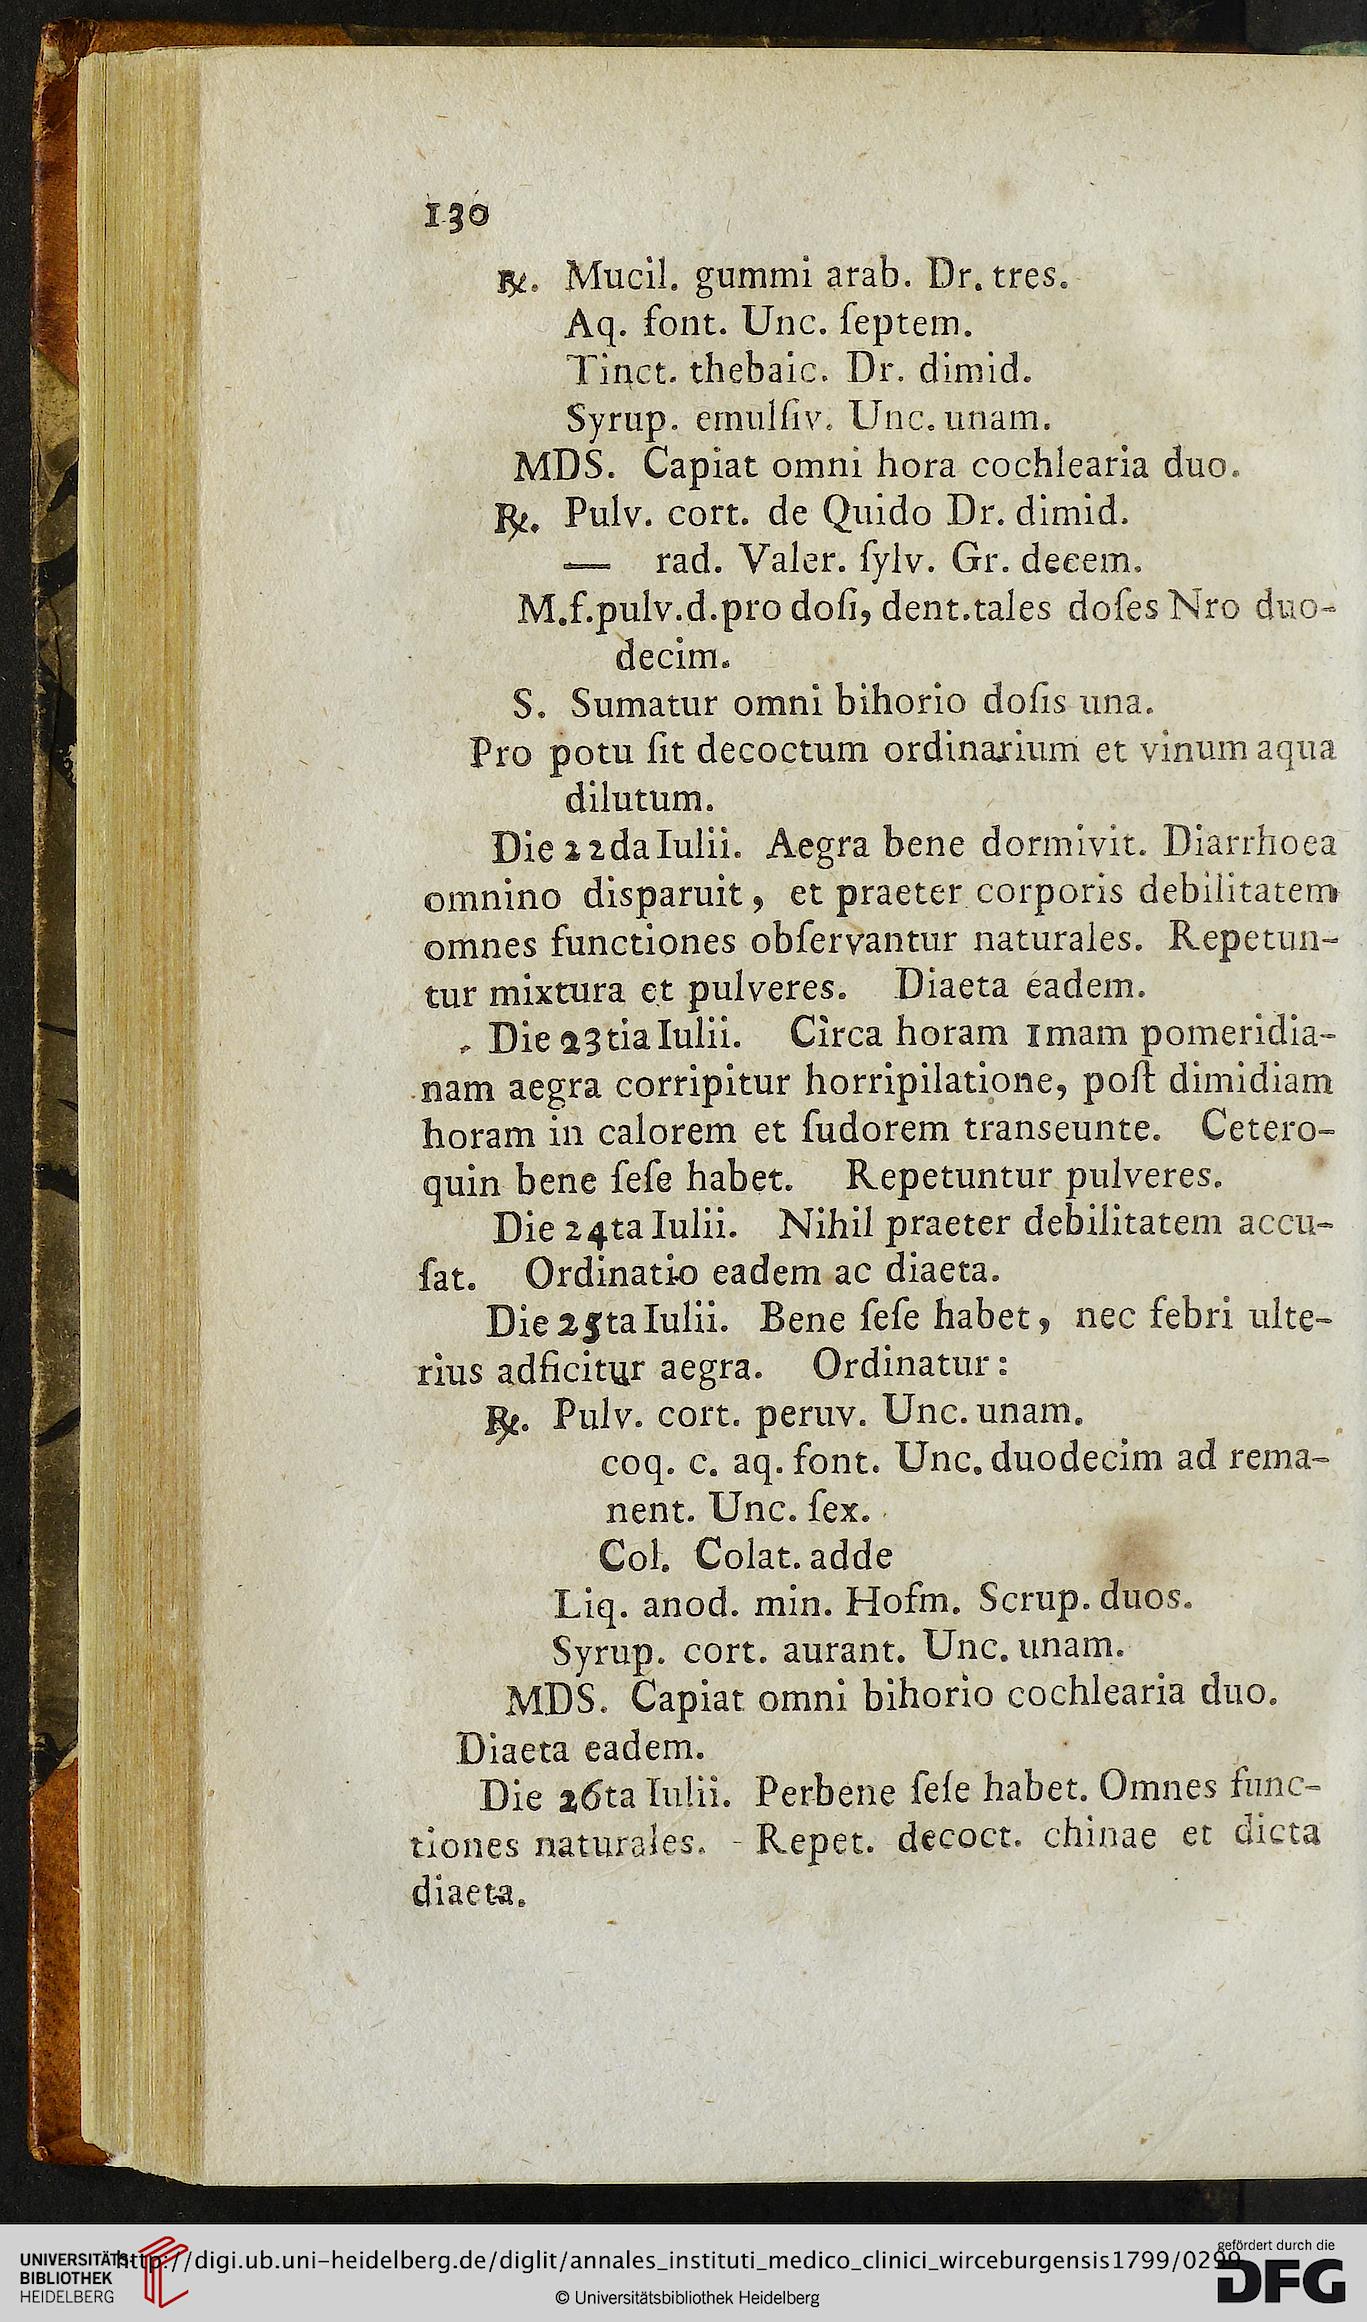 130
℞. Mucil. gummi arab. Dr. tres.
Aq. font. Unc. ſeptem.
Tinct. thebaic. Dr. dimid.
Syrup. emulſiv. Unc. unam.
MDS. Capiat omni hora cochlearia duo.
℞. Pulv. cort. de Quido Dr. dimid.
— rad. Valer. ſylv. Gr. decem.
M.f.pulv.d.pro doſi, dent.tales doſes Nro duo-
decim.
S. Sumatur omni bihorio doſis una.
Pro potu ſit decoctum ordinarium et vinum aqua
dilutum.
Die 22da Iulii. Aegra bene dormivit. Diarrhoea
omnino disparuit, et praeter corporis debilitatem
omnes functiones obſervantur naturales. Repetun-
tur mixtura et pulveres. Diaeta eadem.
Die 23tia Iulii. Circa horam 1mam pomeridia-
nam aegra corripitur horripilatione, poſt dimidiam
horam in calorem et ſudorem transeunte. Cetero-
quin bene ſeſe habet. Repetuntur pulveres.
Die 24ta Iulii. Nihil praeter debilitatem accu-
ſat. Ordinatio eadem ac diaeta.
Die 25ta Iulii. Bene ſeſe habet, nec febri ulte-
rius adficitur aegra. Ordinatur:
℞. Pulv. cort. peruv. Unc. unam.
coq. c. aq. font. Unc. duodecim ad rema-
nent. Unc. ſex.
Col. Colat. adde
Liq. anod. min. Hofm. Scrup. duos.
Syrup. cort. aurant. Unc. unam.
MDS. Capiat omni bihorio cochlearia duo.
Diaeta eadem.
Die 26ta Iulii. Perbene ſeſe habet. Omnes func-
tiones naturales. - Repet. decoct. chinae et dicta
diaeta.
UNIVERSITÄTS-
BIBLIOTHEK
HEIDELBERG
http://digi.ub.uni-heidelberg.de/diglit/annales_instituti_medico_clinici_wirceburgensis1799/0299
© Universitätsbibliothek Heidelberg
gefördert durch die
DFG